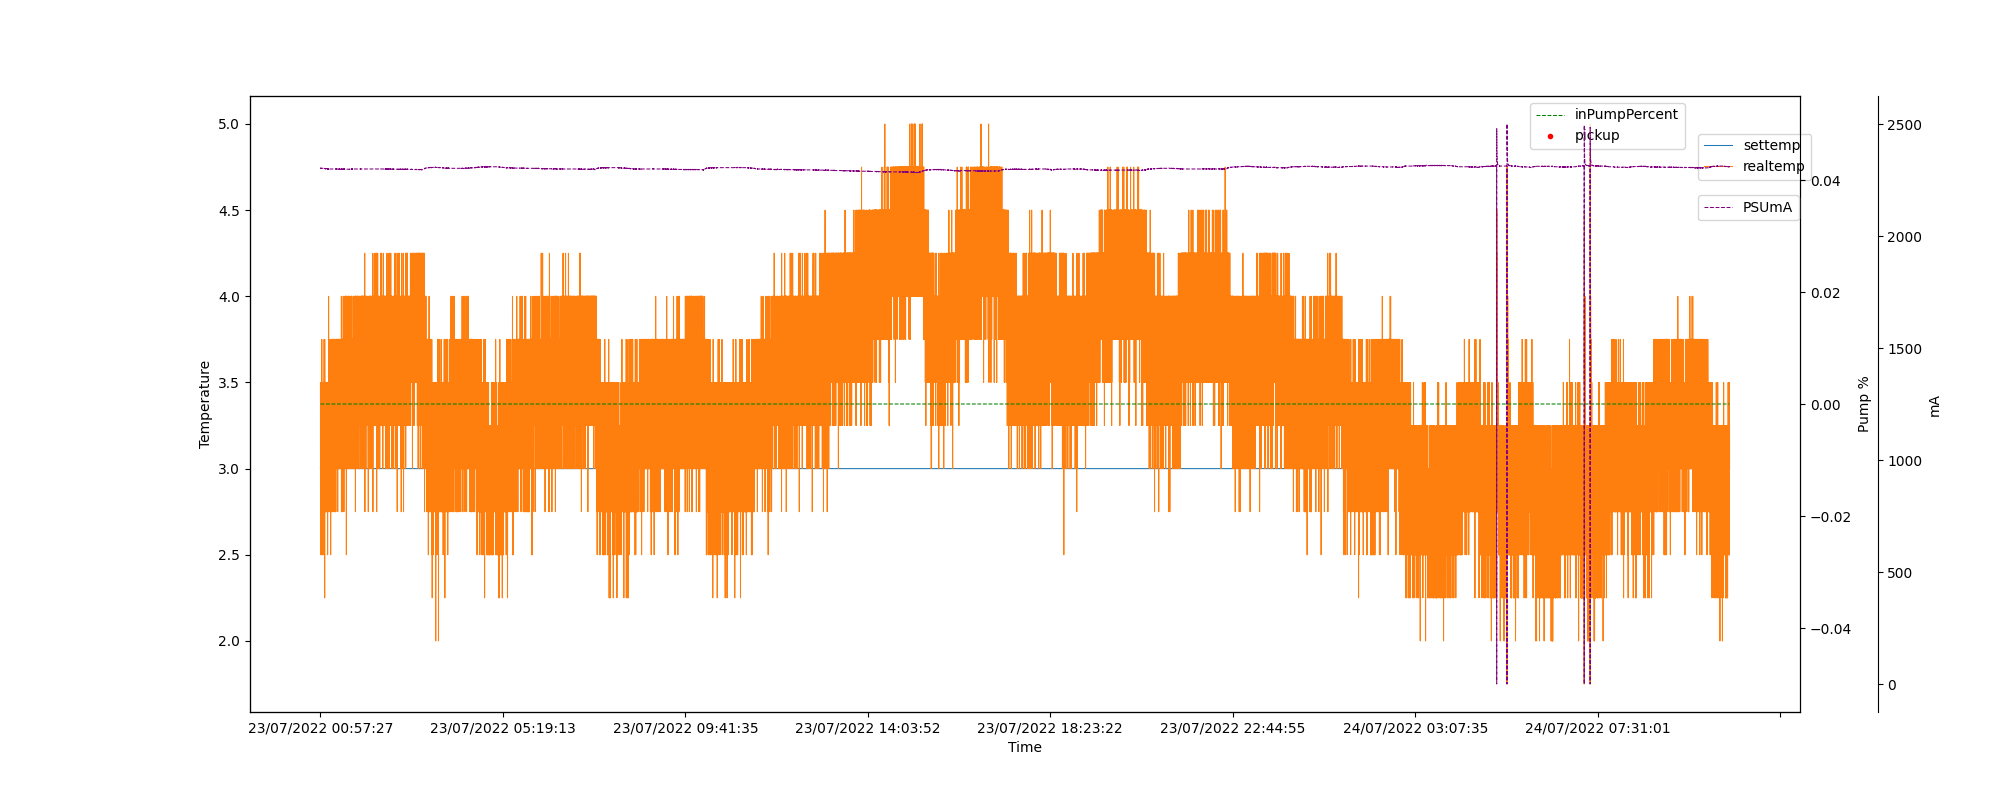 inPumpPercent
pickup
settemp
realtemp
PSUmA
5.0
4.5
4.0
3.5
3.0
2.5
2.0
Temperature
0.04
0.02
0.00
−0.02
−0.04
Pump %
2500
2000
1500
1000
500
0
mA
23/07/2022 00:57:27
23/07/2022 05:19:13
23/07/2022 09:41:35
23/07/2022 14:03:52
23/07/2022 18:23:22
23/07/2022 22:44:55
24/07/2022 03:07:35
24/07/2022 07:31:01
Time